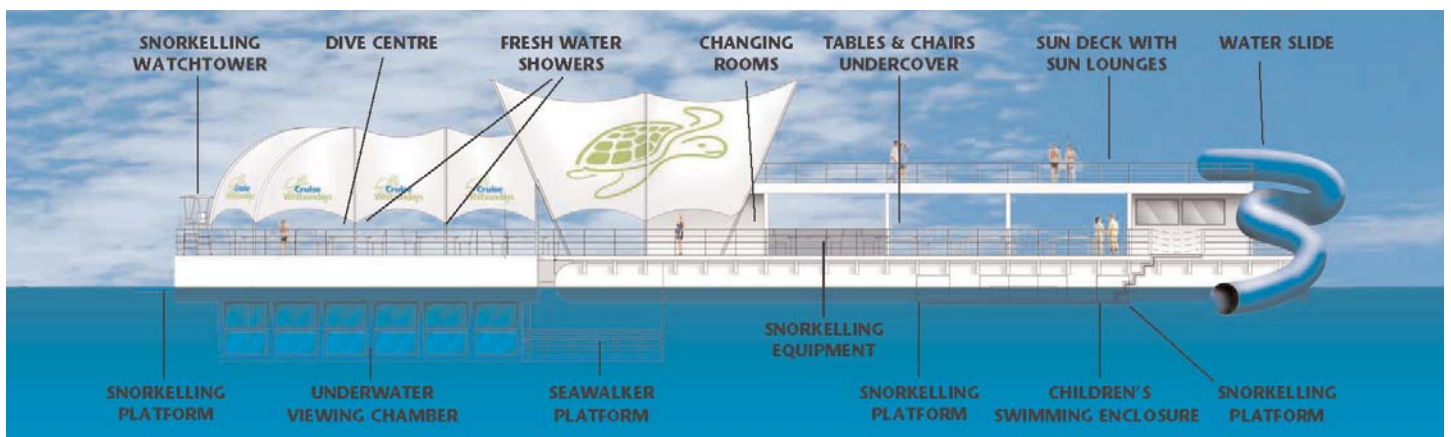 SNORKELLING
WATCHTOWER
DIVE CENTRE
FRESH WATER
SHOWERS
CHANGING
ROOMS
TABLES & CHAIRS
UNDERCOVER
SUN DECK WITH
SUN LOUNGES
WATER SLIDE
Cruise
Whitsundays
Cruise
Whitsundays
Cruise
Whitsundays
SNORKELLING
EQUIPMENT
SNORKELLING
PLATFORM
UNDERWATER
VIEWING CHAMBER
SEAWALKER
PLATFORM
SNORKELLING
PLATFORM
CHILDREN'S
SWIMMING ENCLOSURE
SNORKELLING
PLATFORM